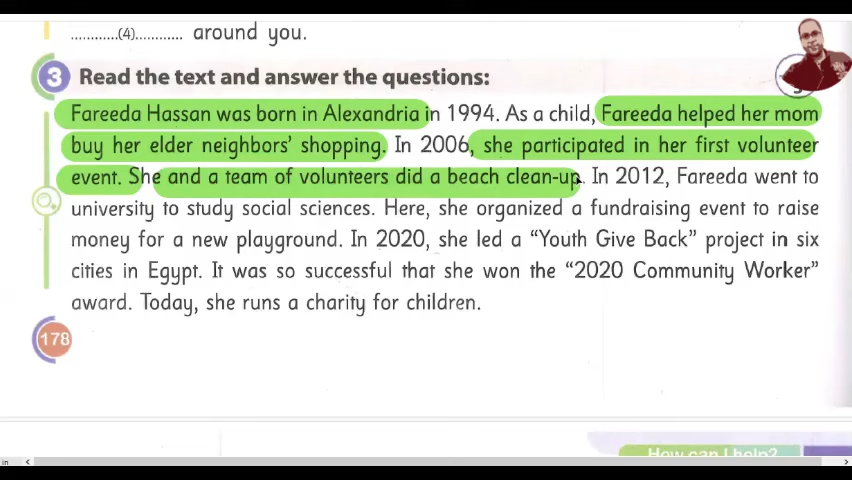 ............(4)............ around you.
3 Read the text and answer the questions:
Fareeda Hassan was born in Alexandria in 1994. As a child, Fareeda helped her mom
buy her elder neighbors' shopping. In 2006, she participated in her first volunteer
event. She and a team of volunteers did a beach clean-up. In 2012, Fareeda went to
university to study social sciences. Here, she organized a fundraising event to raise
money for a new playground. In 2020, she led a "Youth Give Back" project in six
cities in Egypt. It was so successful that she won the "2020 Community Worker"
award. Today, she runs a charity for children.
178
How can I help?
in